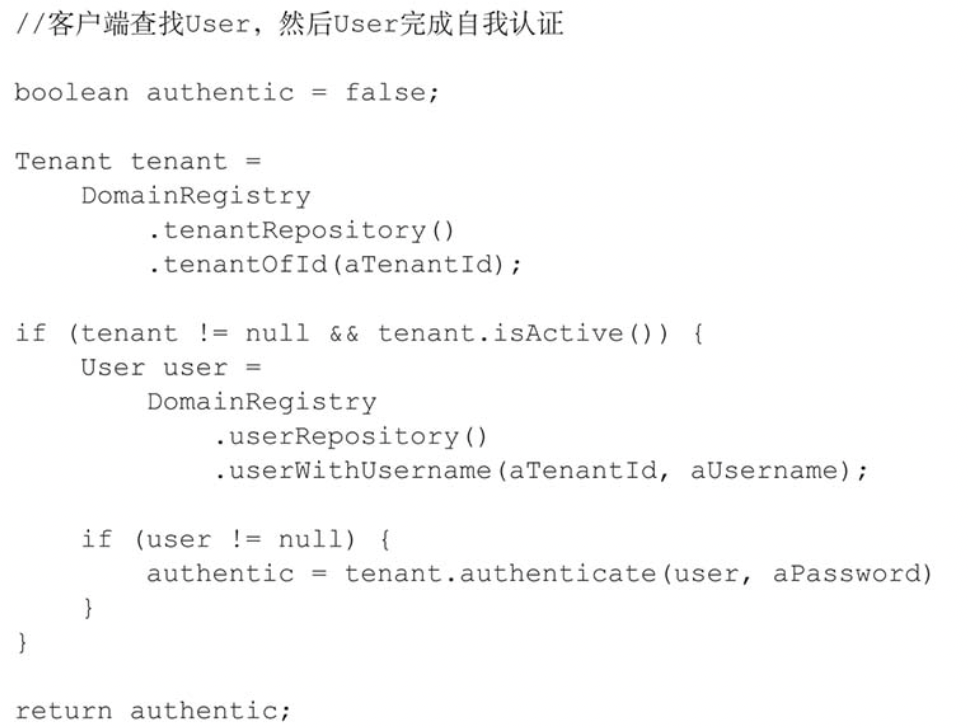 //客户端查找User，然后User完成自我认证
boolean authentic = false;
Tenant tenant =
    DomainRegistry
        .tenantRepository()
        .tenantOfId(aTenantId);
if (tenant != null && tenant.isActive()) {
    User user =
        DomainRegistry
            .userRepository()
            .userWithUsername(aTenantId, aUsername);
    if (user != null) {
        authentic = tenant.authenticate(user, aPassword)
    }
}
return authentic;